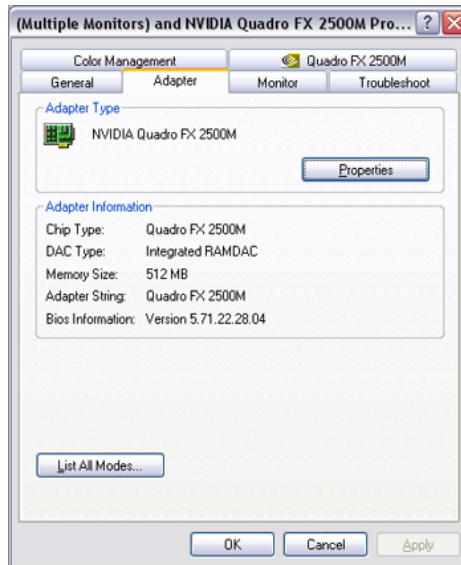 (Multiple Monitors) and NVIDIA Quadro FX 2500M Pro... ?
Color Management Quadro FX 2500M
General Adapter Monitor Troubleshoot
Adapter Type
NVIDIA Quadro FX 2500M
Properties
Adapter Information
Chip Type: Quadro FX 2500M
DAC Type: Integrated RAMDAC
Memory Size: 512 MB
Adapter String: Quadro FX 2500M
Bios Information: Version 5.71.22.28.04
List All Modes...
OK Cancel Apply